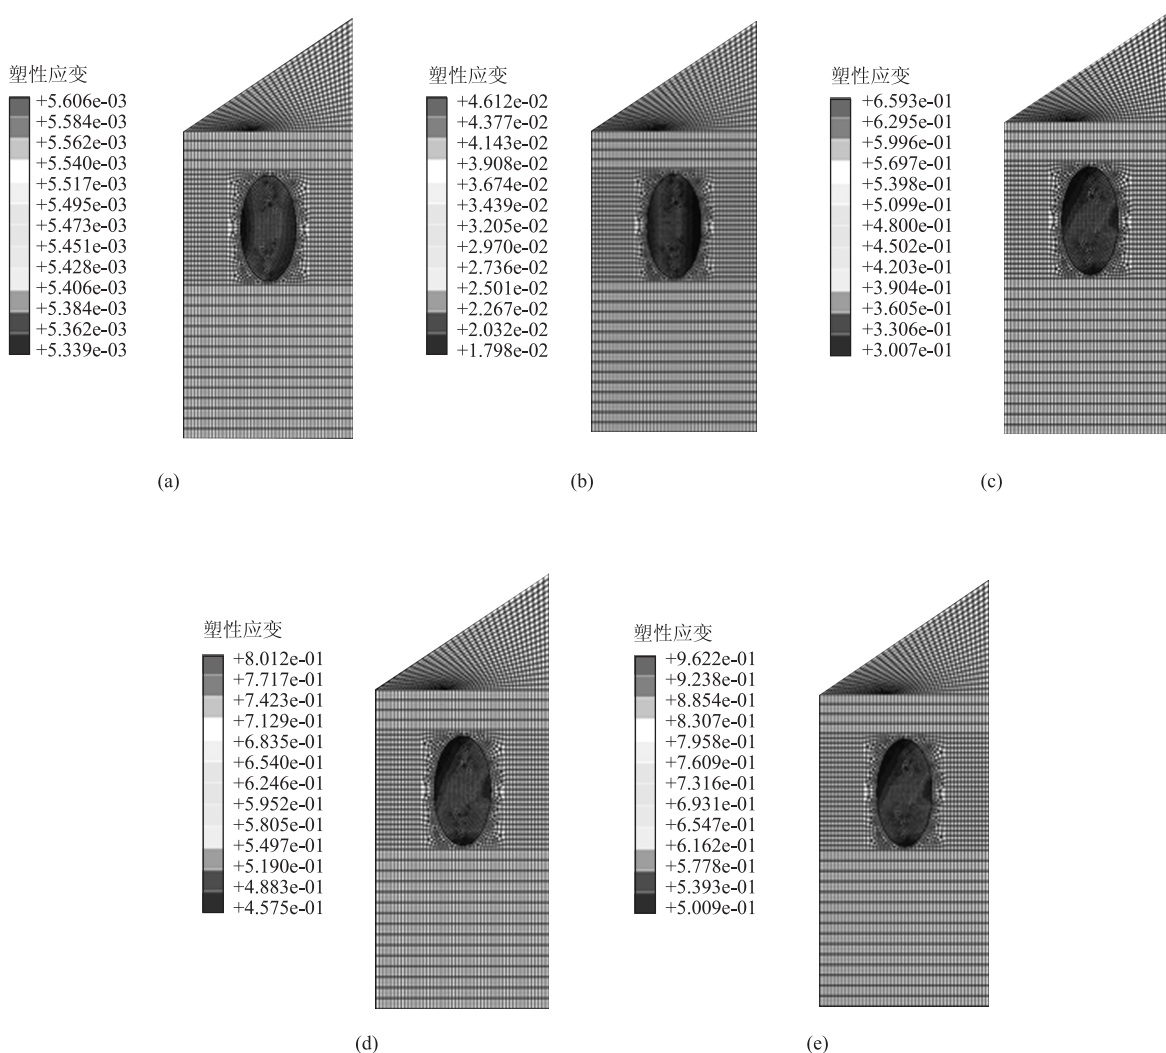 塑性应变
+5.606e-03
+5.584e-03
+5.562e-03
+5.540e-03
+5.517e-03
+5.495e-03
+5.473e-03
+5.451e-03
+5.428e-03
+5.406e-03
+5.384e-03
+5.362e-03
+5.339e-03
(a)
塑性应变
+4.612e-02
+4.377e-02
+4.143e-02
+3.908e-02
+3.674e-02
+3.439e-02
+3.205e-02
+2.970e-02
+2.736e-02
+2.501e-02
+2.267e-02
+2.032e-02
+1.798e-02
(b)
塑性应变
+6.593e-01
+6.295e-01
+5.996e-01
+5.697e-01
+5.398e-01
+5.099e-01
+4.800e-01
+4.502e-01
+4.203e-01
+3.904e-01
+3.605e-01
+3.306e-01
+3.007e-01
(c)
塑性应变
+8.012e-01
+7.717e-01
+7.423e-01
+7.129e-01
+6.835e-01
+6.540e-01
+6.246e-01
+5.952e-01
+5.805e-01
+5.497e-01
+5.190e-01
+4.883e-01
+4.575e-01
(d)
塑性应变
+9.622e-01
+9.238e-01
+8.854e-01
+8.307e-01
+7.958e-01
+7.609e-01
+7.316e-01
+6.931e-01
+6.547e-01
+6.162e-01
+5.778e-01
+5.393e-01
+5.009e-01
(e)